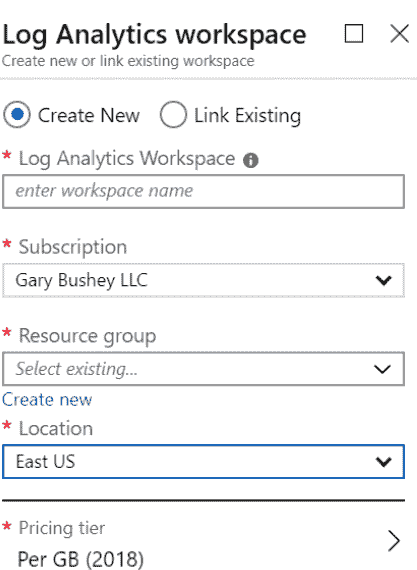 Log Analytics workspace
Create new or link existing workspace
Create New Link Existing
* Log Analytics Workspace
enter workspace name
* Subscription
Gary Bushey LLC
* Resource group
Select existing...
Create new
* Location
East US
* Pricing tier
Per GB (2018)